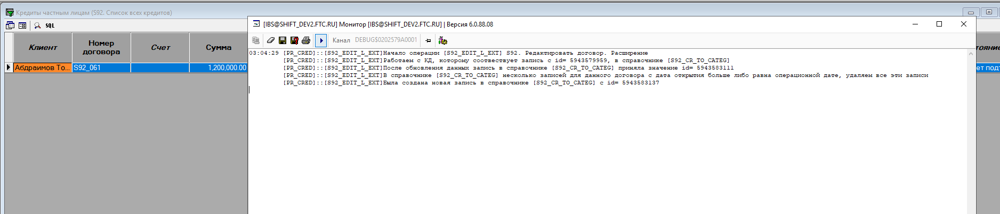 Кредиты частным лицам (S92. Список всех кредитов)
SQL
Клиент
Номер договора
Счет
Сумма
Абдраимов То...
S92_061
1,200,000.00
[IBS@SHIFT_DEV2.FTC.RU] Монитор [IBS@SHIFT_DEV2.FTC.RU] | Версия 6.0.88.08
Канал DEBUG$0202579A0001
03:04:29 [PR_CRED]::[S92_EDIT_L_EXT]Начало операции [S92_EDIT_L_EXT] S92. Редактировать договор. Расширение
[PR_CRED]::[S92_EDIT_L_EXT]Работаем с КД, которому соотвествует запись с id= 5943579959, в справочнике [S92_CR_TO_CATEG]
[PR_CRED]::[S92_EDIT_L_EXT]После обновления данных запись в справочнике [S92_CR_TO_CATEG] приняла значение id= 5943583111
[PR_CRED]::[S92_EDIT_L_EXT]В справочнике [S92_CR_TO_CATEG] несколько записей для данного договора с дата открытия больше либо равна операционной дате, удаляем все эти записи
[PR_CRED]::[S92_EDIT_L_EXT]Была создана новая запись в справочнике [S92_CR_TO_CATEG] с id= 5943583137
тояние
ет подт